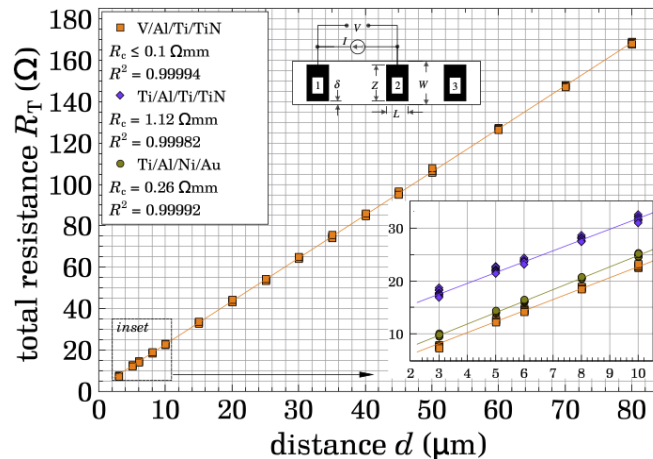 V/Al/Ti/TiN
R_c ≤ 0.1 Ωmm
R² = 0.99994
Ti/Al/Ti/TiN
R_c = 1.12 Ωmm
R² = 0.99982
Ti/Al/Ni/Au
R_c = 0.26 Ωmm
R² = 0.99992
V
I
δ
Z
W
L
1
2
3
inset
total resistance R_T (Ω)
180
160
140
120
100
80
60
40
20
0
0 10 20 30 40 50 60 70 80
distance d (μm)
30
20
10
2 3 4 5 6 7 8 9 10